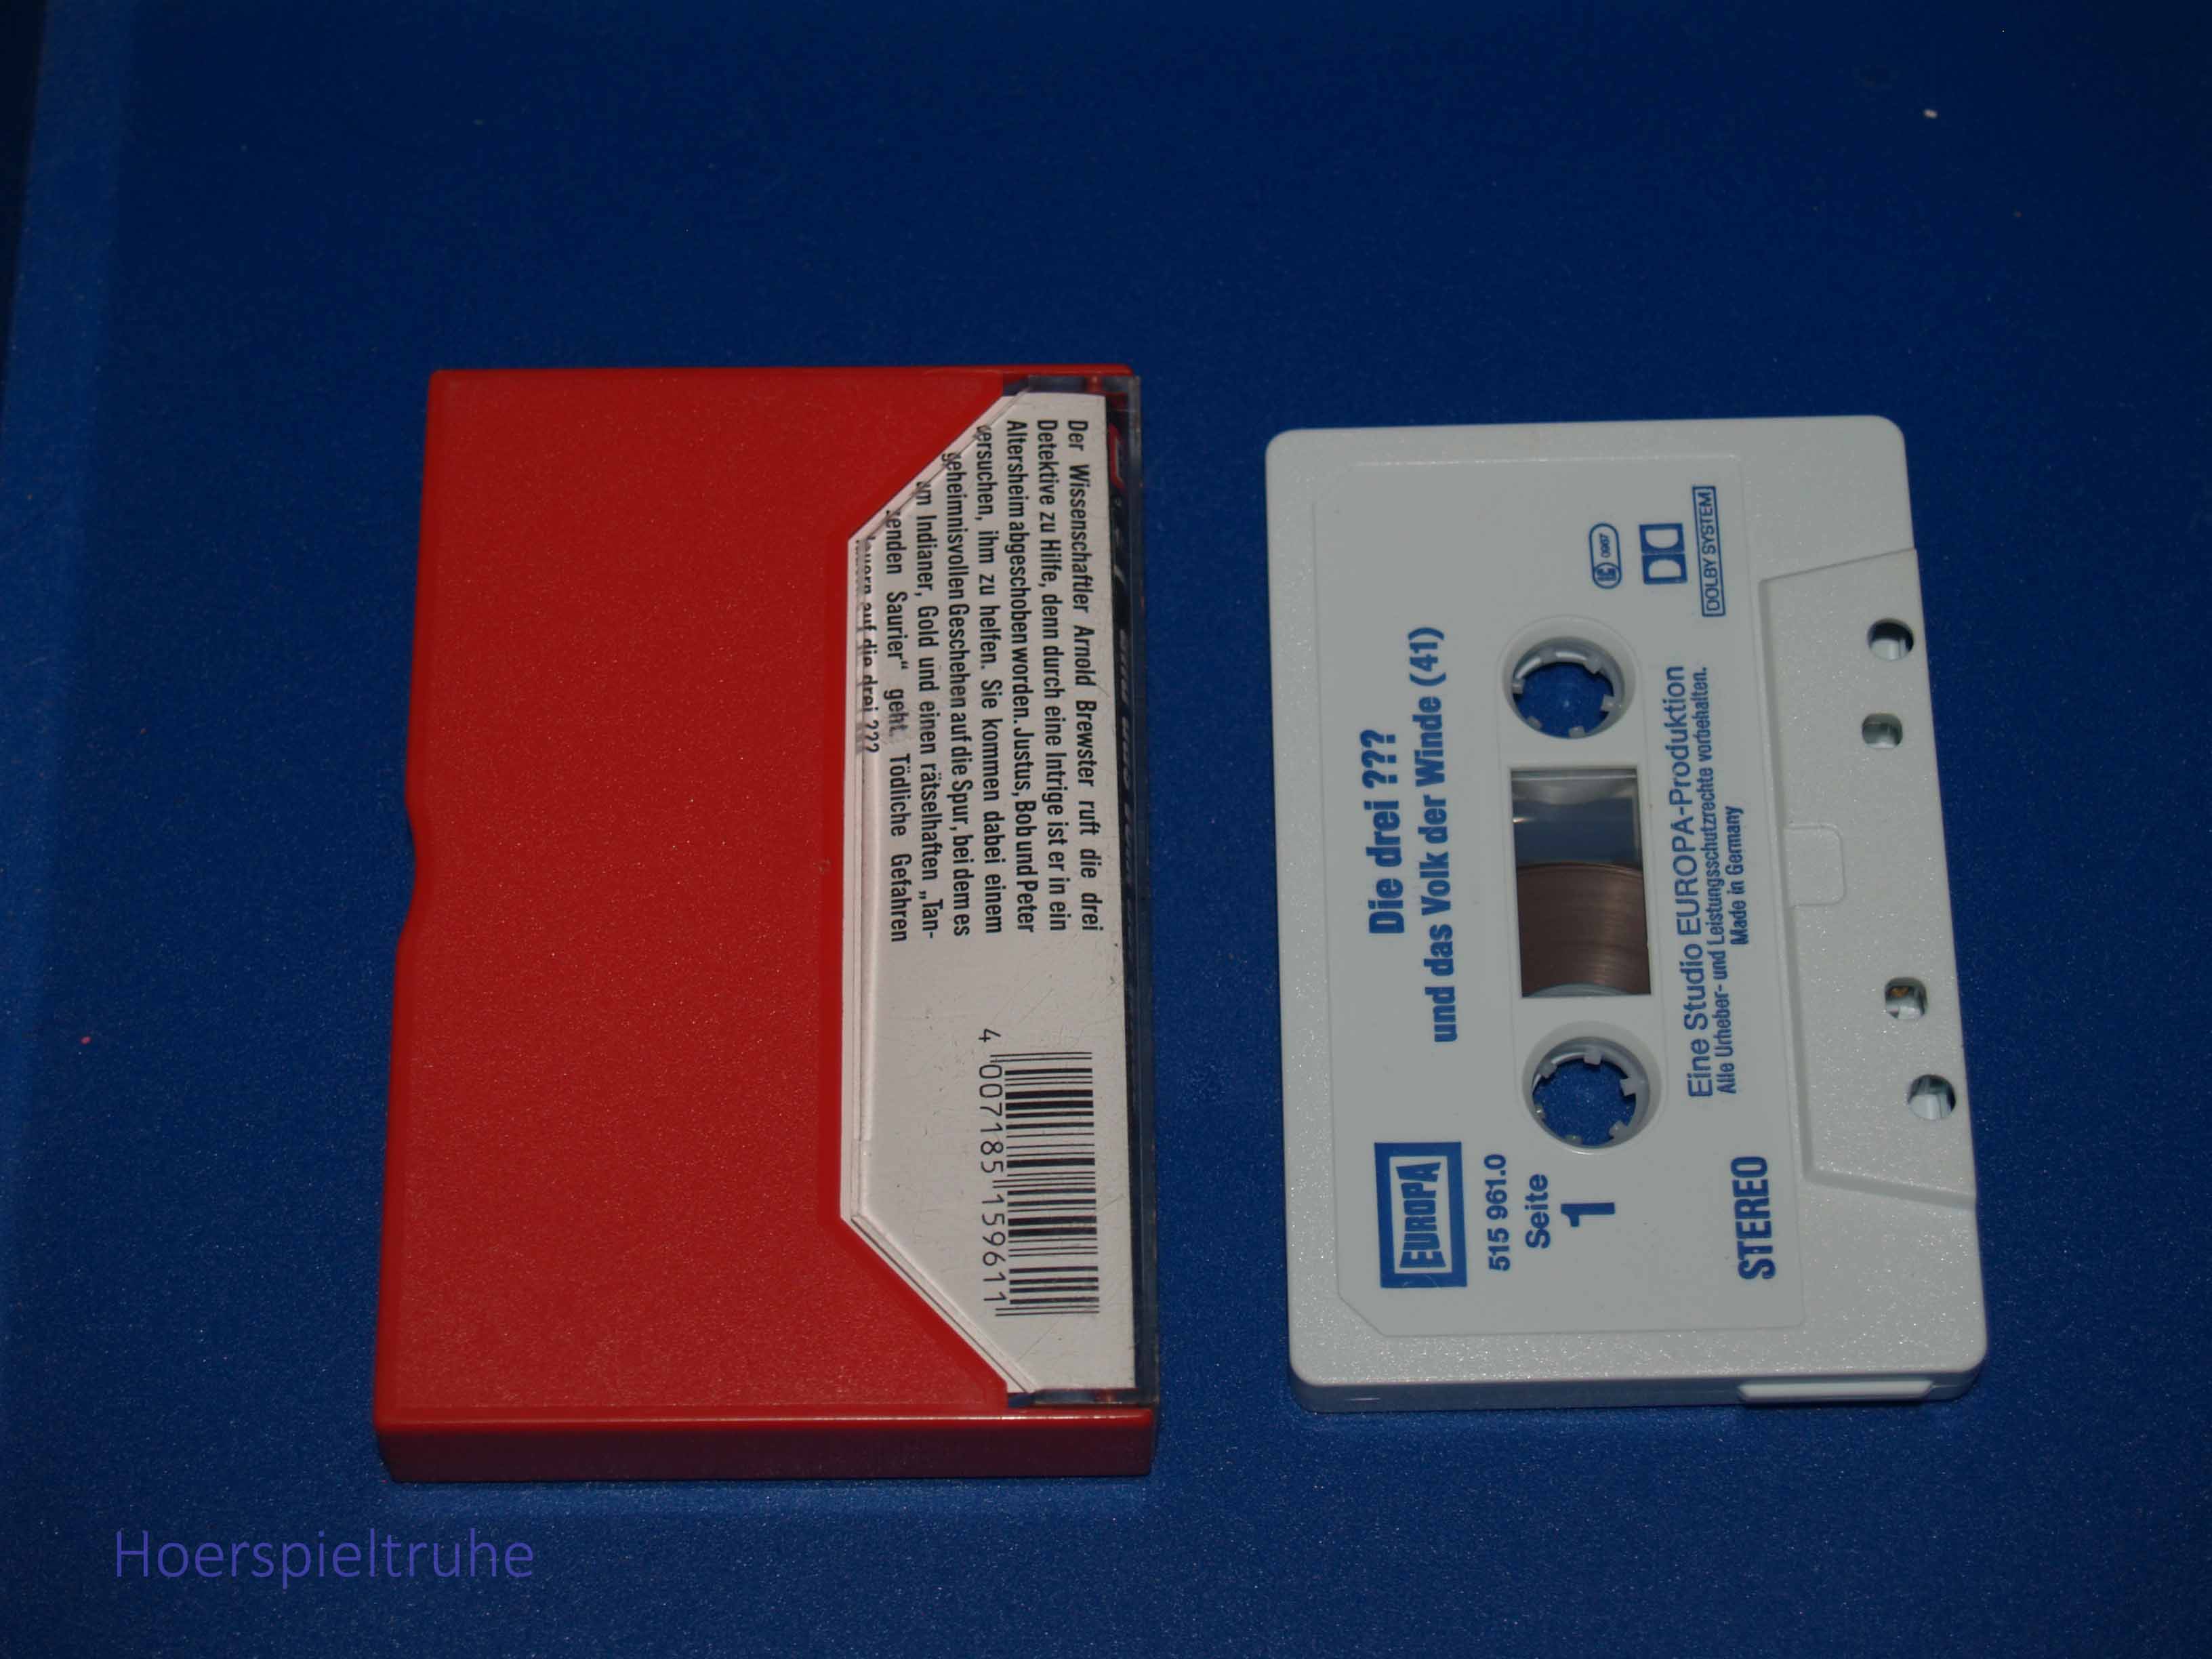 Der Wissenschaftler Arnold Brewster ruft die drei
Detektive zu Hilfe, denn durch eine Intrige ist er in ein
Altersheim abgeschoben worden. Justus, Bob und Peter
versuchen, ihm zu helfen. Sie kommen dabei einem
geheimnisvollen Geschehen auf die Spur, bei dem es
um Indianer, Gold und einen rätselhaften „Tan-
zenden Saurier“ geht. Tödliche Gefahren
lauern auf die drei ???
4 007185 159611
Die drei ???
und das Volk der Winde (41)
EUROPA
515 961.0
Seite
1
DOLBY SYSTEM
Eine Studio EUROPA-Produktion
Alle Urheber- und Leistungsschutzrechte vorbehalten.
Made in Germany
STEREO
Hoerspieltruhe